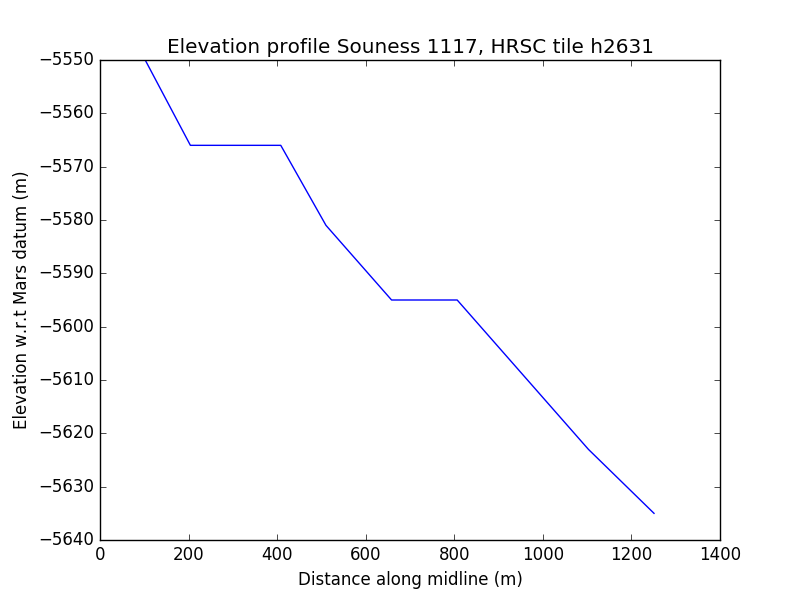 Elevation profile Souness 1117, HRSC tile h2631
Elevation w.r.t Mars datum (m)
−5550
−5560
−5570
−5580
−5590
−5600
−5610
−5620
−5630
−5640
0 200 400 600 800 1000 1200 1400
Distance along midline (m)